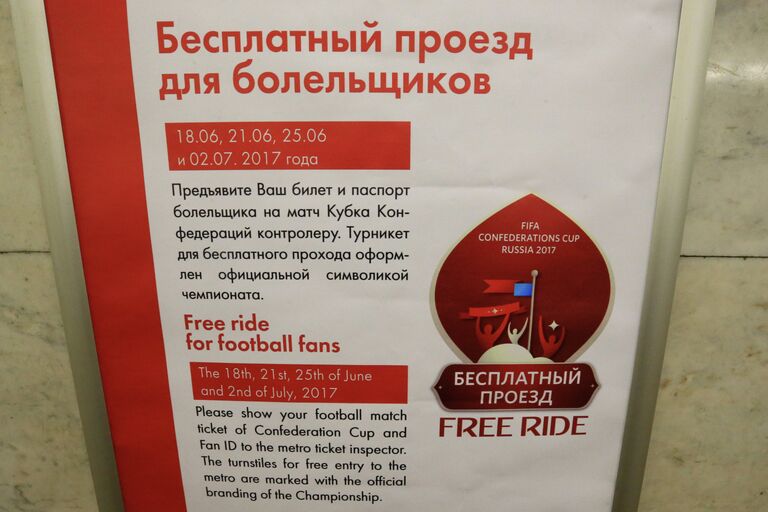 Бесплатный проезд
для болельщиков
18.06, 21.06, 25.06
и 02.07. 2017 года
Предъявите Ваш билет и паспорт
болельщика на матч Кубка Кон-
федераций контролеру. Турникет
для бесплатного прохода оформ-
лен официальной символикой
чемпионата.
Free ride
for football fans
The 18th, 21st, 25th of June
and 2nd of July, 2017
Please show your football match
ticket of Confederation Cup and
Fan ID to the metro ticket inspector.
The turnstiles for free entry to the
metro are marked with the official
branding of the Championship.
FIFA
CONFEDERATIONS CUP
RUSSIA 2017
БЕСПЛАТНЫЙ
ПРОЕЗД
FREE RIDE